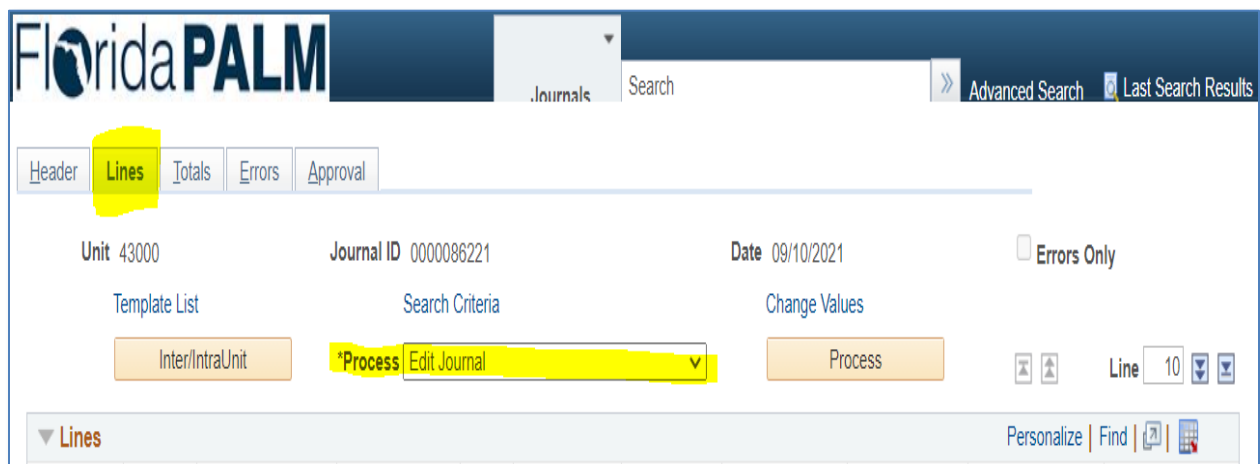 Florida PALM
Journals Search Advanced Search Last Search Results
Header Lines Totals Errors Approval
Unit 43000 Journal ID 0000086221 Date 09/10/2021 Errors Only
Template List Search Criteria Change Values
Inter/IntraUnit *Process Edit Journal Process Line 10
Lines Personalize | Find |